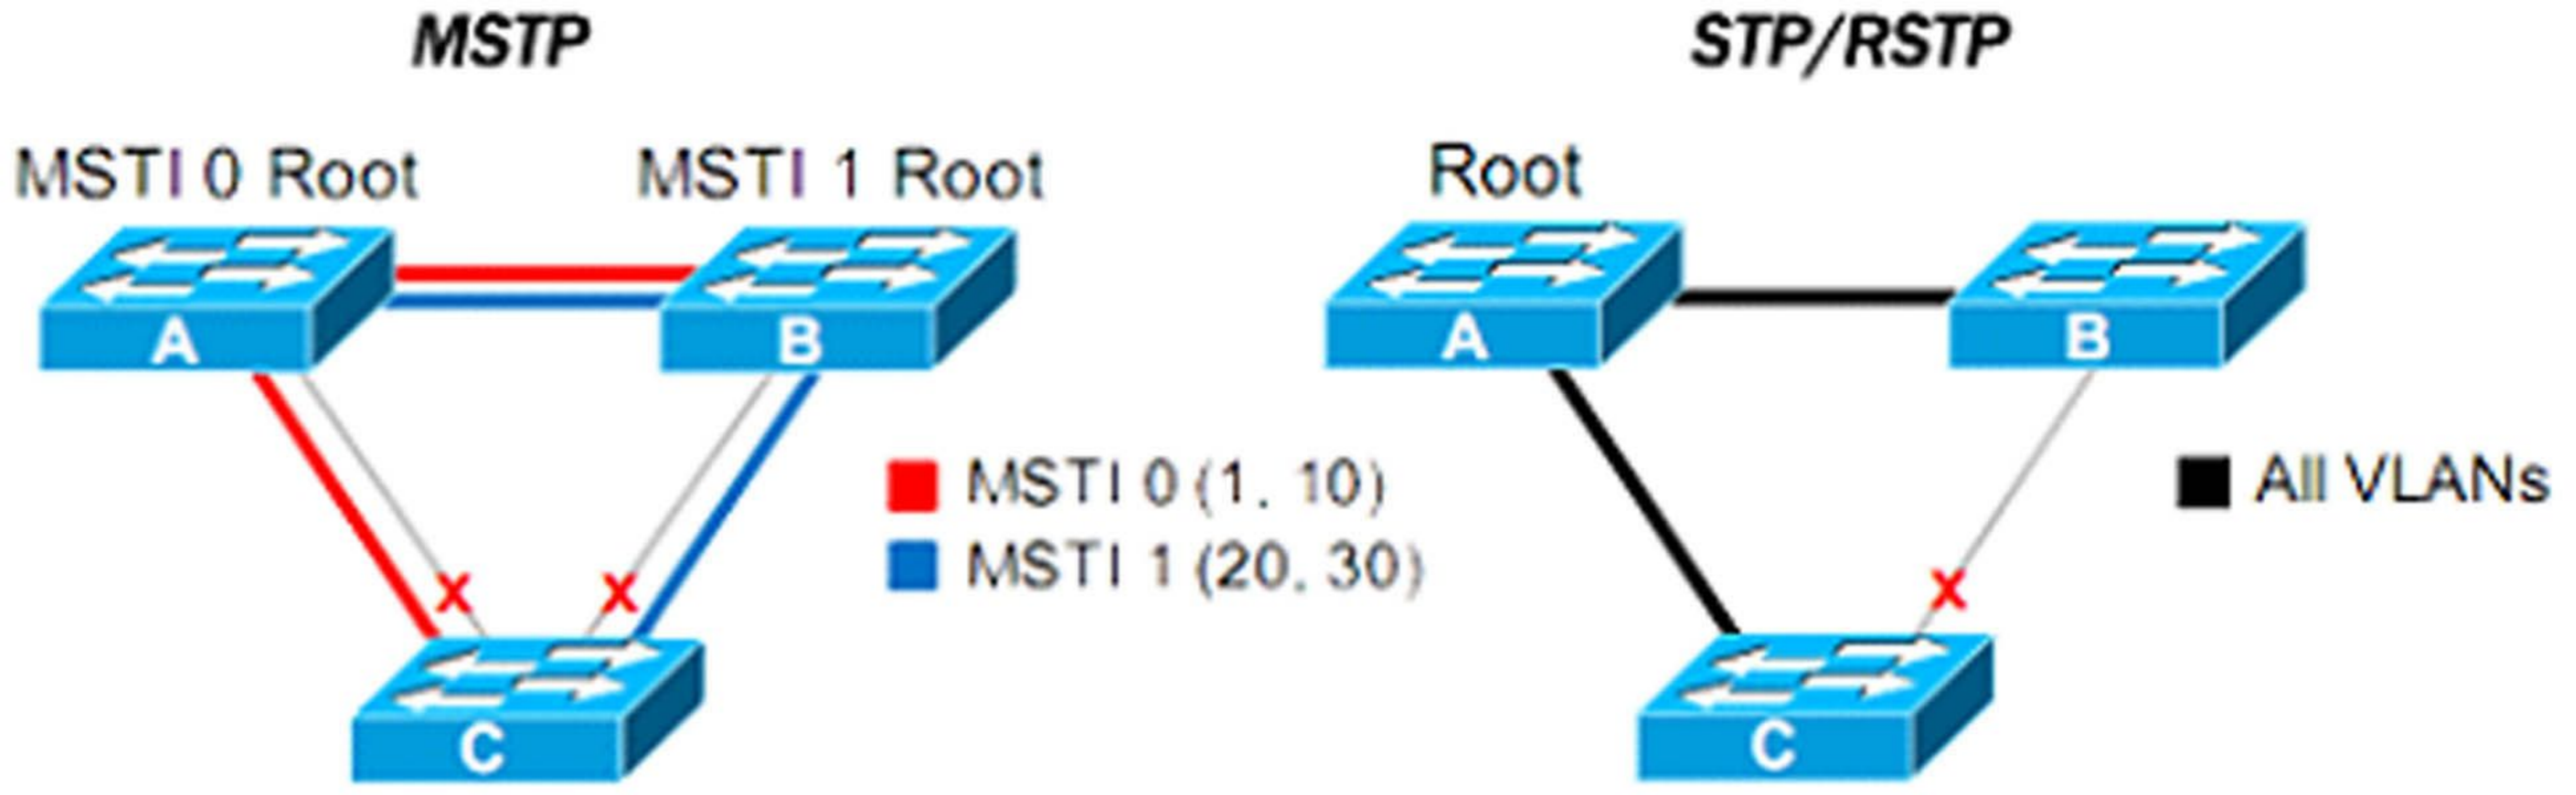 MSTP
MSTI 0 Root
MSTI 1 Root
A
B
C
MSTI 0 (1, 10)
MSTI 1 (20, 30)
STP/RSTP
Root
A
B
C
All VLANs